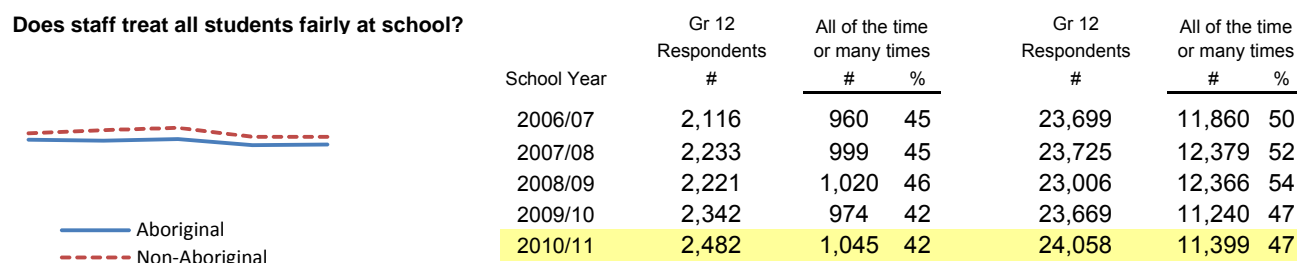 Does staff treat all students fairly at school?
Gr 12 All of the time Gr 12 All of the time
Respondents or many times Respondents or many times
School Year # # % # # %
2006/07 2,116 960 45 23,699 11,860 50
2007/08 2,233 999 45 23,725 12,379 52
2008/09 2,221 1,020 46 23,006 12,366 54
2009/10 2,342 974 42 23,669 11,240 47
2010/11 2,482 1,045 42 24,058 11,399 47
Aboriginal
Non-Aboriginal